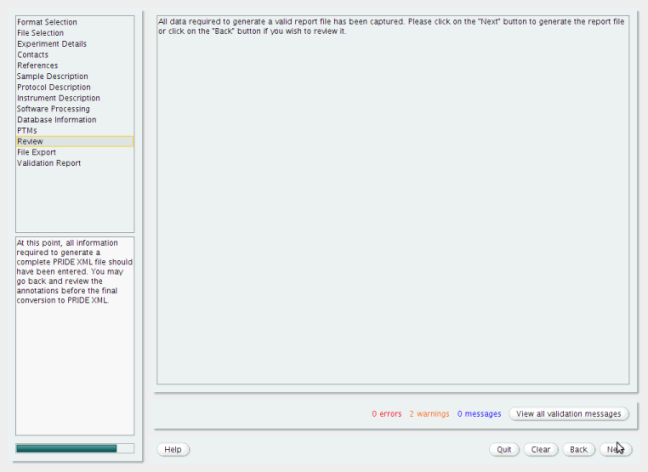 Format Selection
File Selection
Experiment Details
Contacts
References
Sample Description
Protocol Description
Instrument Description
Software Processing
Database Information
PTMs
Review
File Export
Validation Report
At this point, all information
required to generate a
complete PRIDE XML file should
have been entered. You may
go back and review the
annotations before the final
conversion to PRIDE XML.
All data required to generate a valid report file has been captured. Please click on the "Next" button to generate the report file
or click on the "Back" button if you wish to review it.
0 errors 2 warnings 0 messages View all validation messages
Help Quit Clear Back